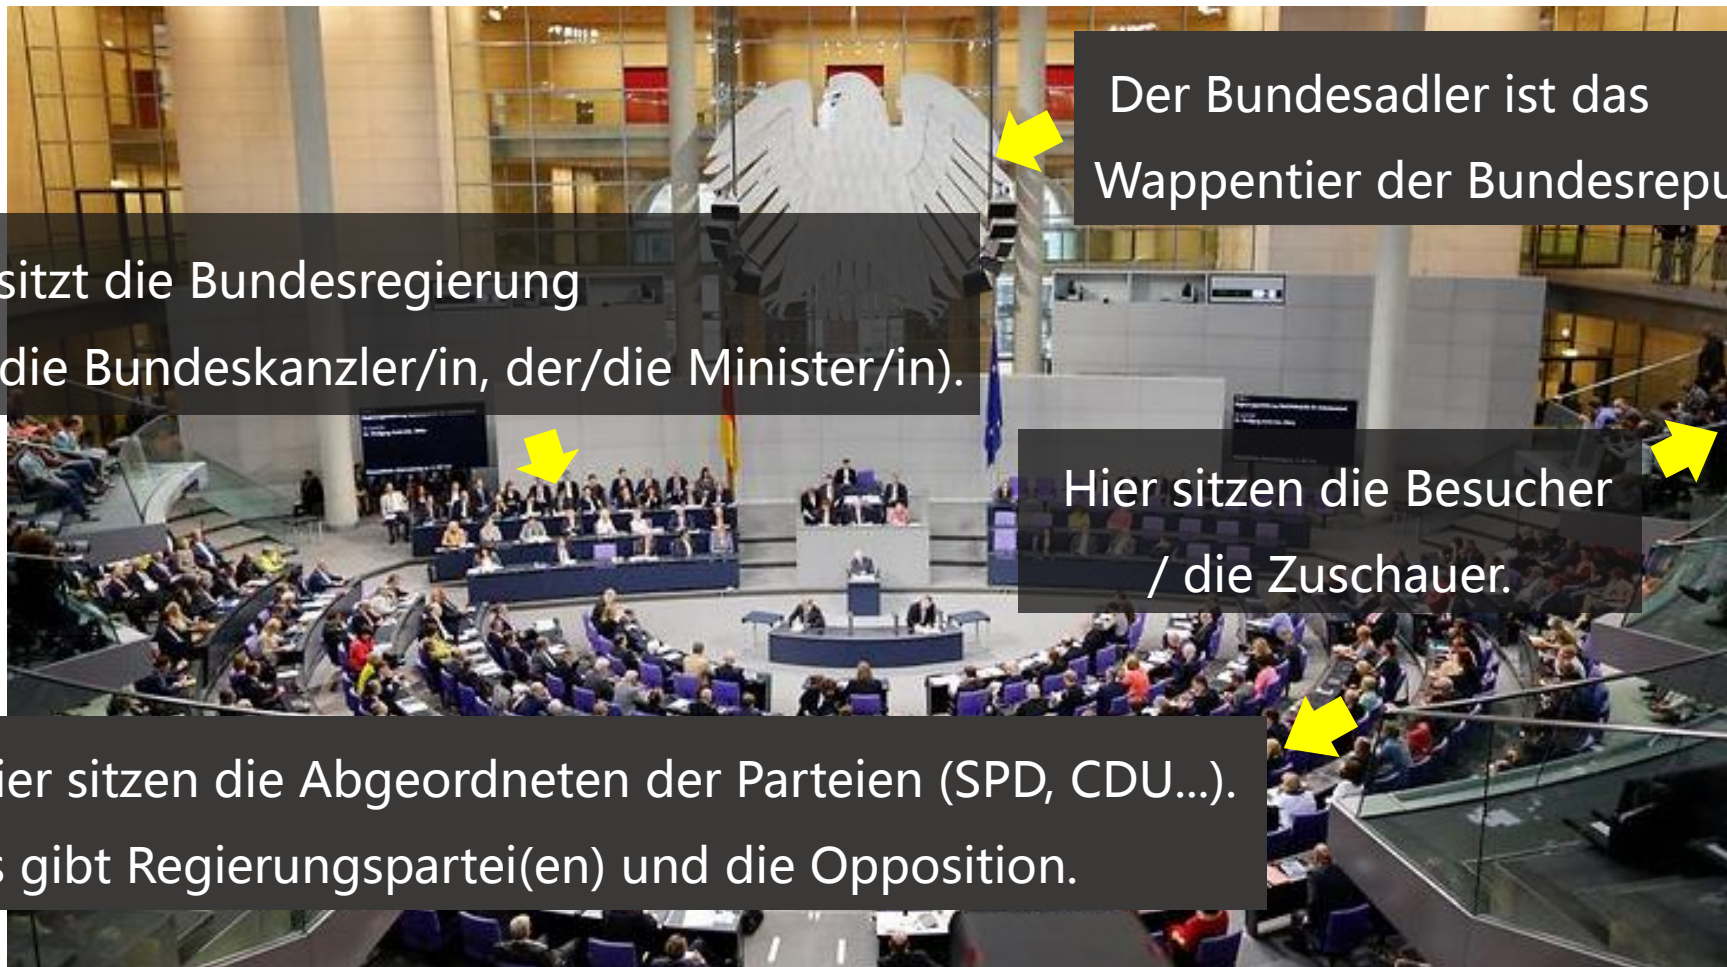 Der Bundesadler ist das
Wappentier der Bundesrepu
sitzt die Bundesregierung
die Bundeskanzler/in, der/die Minister/in).
Hier sitzen die Besucher
/ die Zuschauer.
ier sitzen die Abgeordneten der Parteien (SPD, CDU...).
s gibt Regierungspartei(en) und die Opposition.